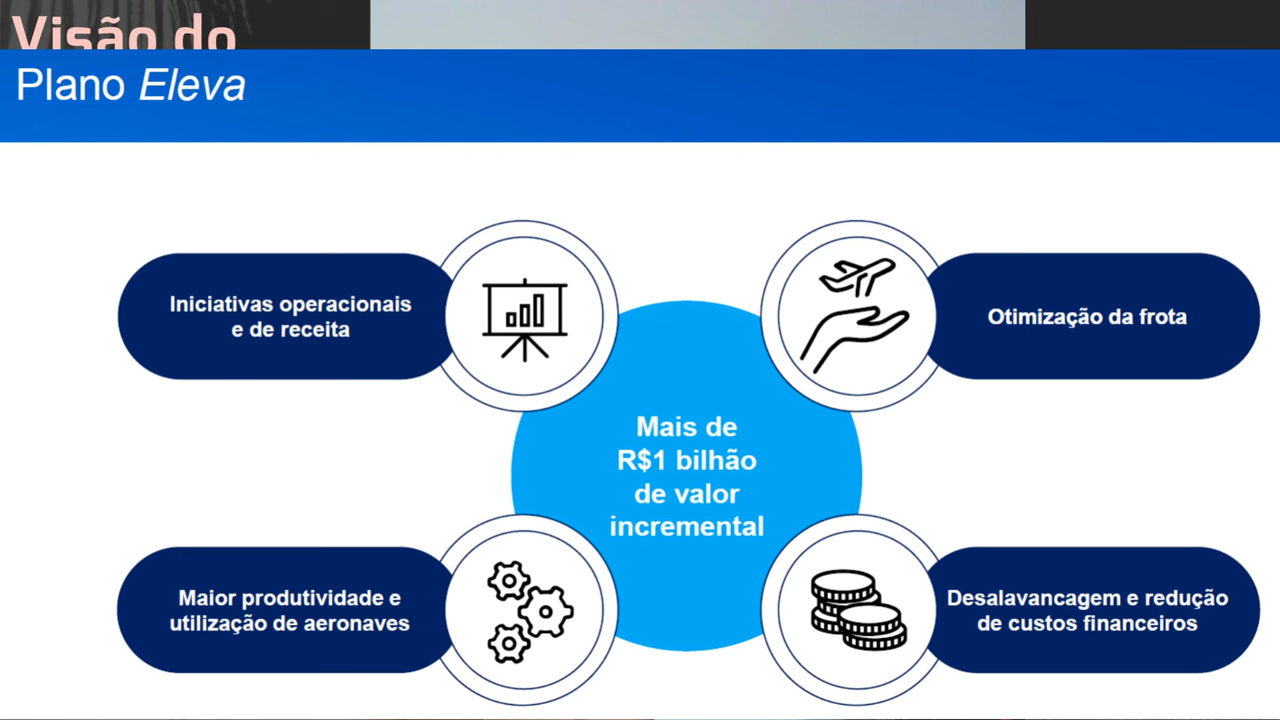 Visão do
Plano Eleva
Iniciativas operacionais
e de receita
Otimização da frota
Mais de
R$1 bilhão
de valor
incremental
Maior produtividade e
utilização de aeronaves
Desalavancagem e redução
de custos financeiros